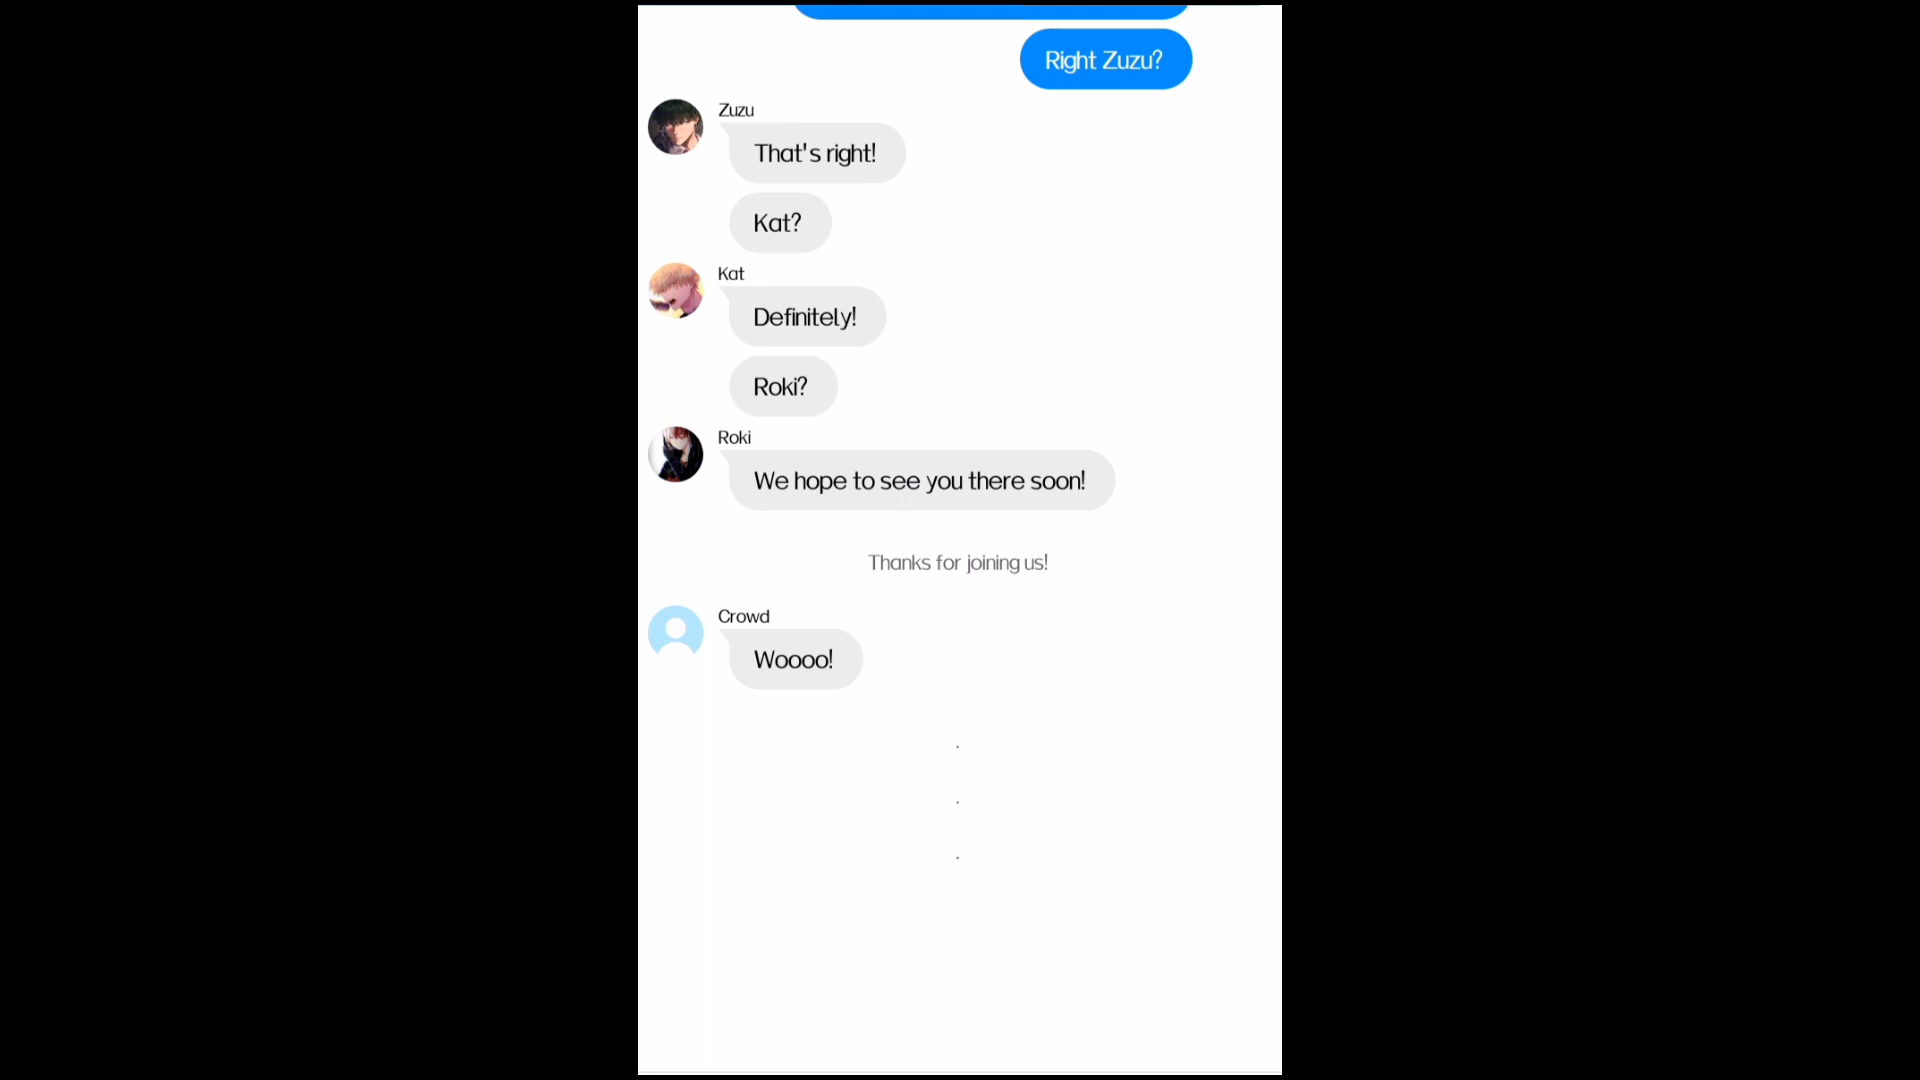 Right Zuzu?
Zuzu
That's right!
Kat?
Kat
Definitely!
Roki?
Roki
We hope to see you there soon!
Thanks for joining us!
Crowd
Woooo!
.
.
.